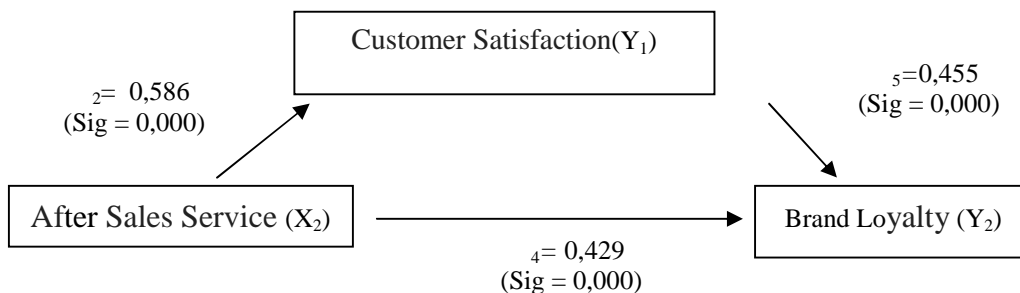 Customer Satisfaction(Y₁)
₂= 0,586
(Sig = 0,000)
₅=0,455
(Sig = 0,000)
After Sales Service (X₂)
Brand Loyalty (Y₂)
₄= 0,429
(Sig = 0,000)